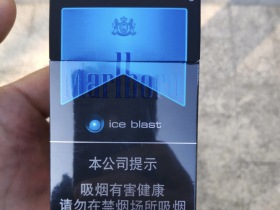 Marlboro
ice blast
本公司提示
吸烟有害健康
请勿在禁烟场所吸烟